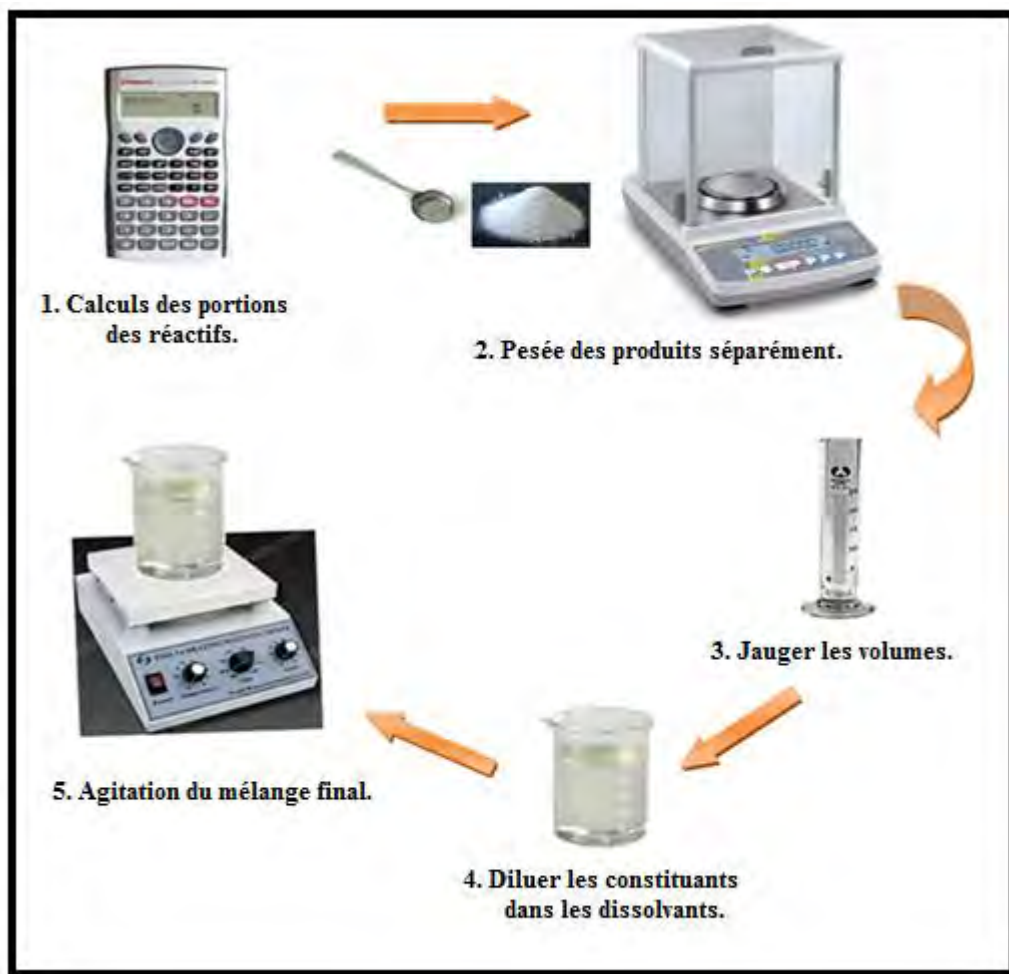 1. Calculs des portions
des réactifs.
2. Pesée des produits séparément.
3. Jauger les volumes.
4. Diluer les constituants
dans les dissolvants.
5. Agitation du mélange final.